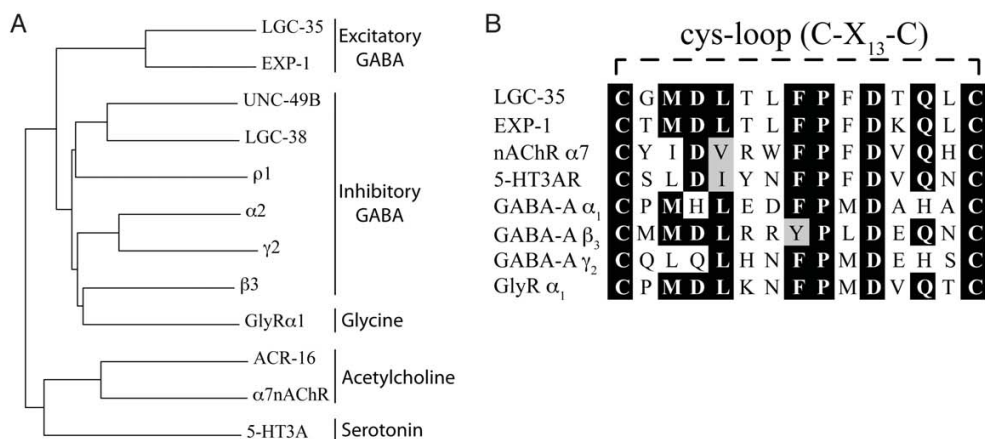 A
LGC-35
EXP-1
Excitatory
GABA
UNC-49B
LGC-38
ρ1
α2
γ2
β3
Inhibitory
GABA
GlyRα1
Glycine
ACR-16
α7nAChR
Acetylcholine
5-HT3A
Serotonin
B
cys-loop (C-X13-C)
LGC-35 C G M D L T L F P F D T Q L C
EXP-1 C T M D L T L F P F D K Q L C
nAChR α7 C Y I D V R W F P F D V Q H C
5-HT3AR C S L D I Y N F P F D V Q N C
GABA-A α1 C P M H L E D F P M D A H A C
GABA-A β3 C M M D L R R Y P L D E Q N C
GABA-A γ2 C Q L Q L H N F P M D E H S C
GlyR α1 C P M D L K N F P M D V Q T C